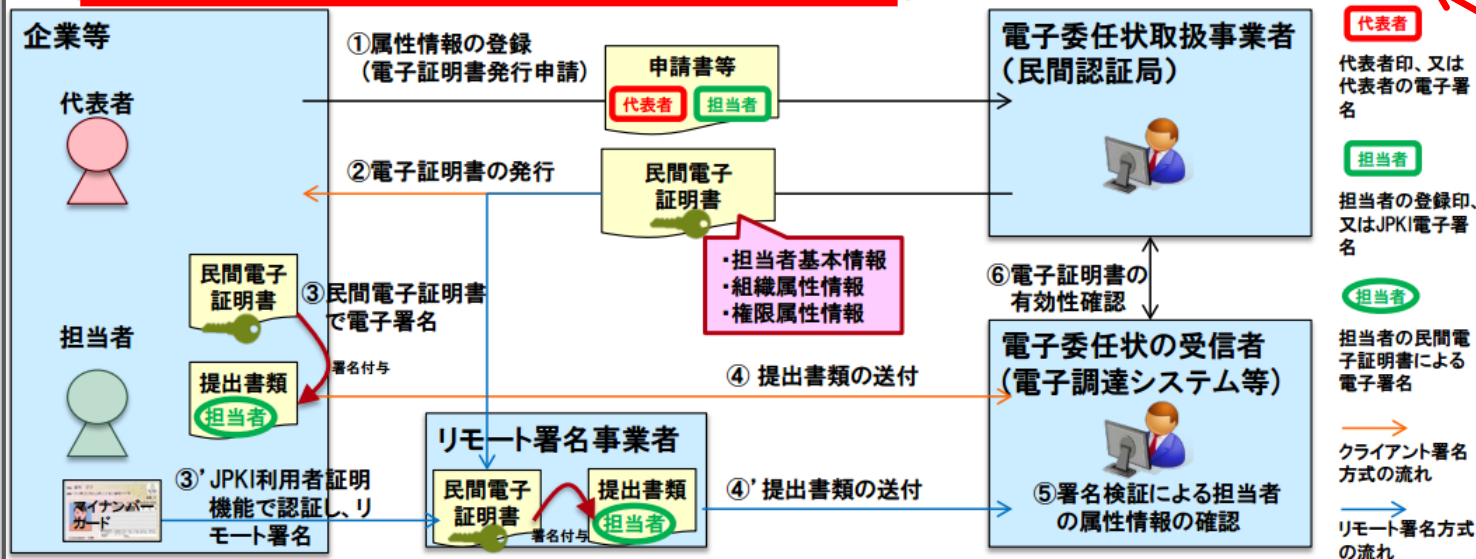 企業等
代表者
①属性情報の登録
（電子証明書発行申請）
申請書等
代表者 担当者
電子委任状取扱事業者
（民間認証局）
②電子証明書の発行
民間電子
証明書
・担当者基本情報
・組織属性情報
・権限属性情報
⑥電子証明書の
有効性確認
担当者
民間電子
証明書
③民間電子証明書
で電子署名
署名付与
提出書類
担当者
④ 提出書類の送付
電子委任状の受信者
（電子調達システム等）
⑤署名検証による担当者
の属性情報の確認
マイナンバー
カード
③’JPKI利用者証明
機能で認証し、リ
モート署名
リモート署名事業者
民間電子
証明書
署名付与
提出書類
担当者
④’提出書類の送付
代表者
代表者印、又は
代表者の電子署
名
担当者
担当者の登録印、
又はJPKI電子署
名
担当者
担当者の民間電
子証明書による
電子署名
クライアント署名
方式の流れ
リモート署名方式
の流れ